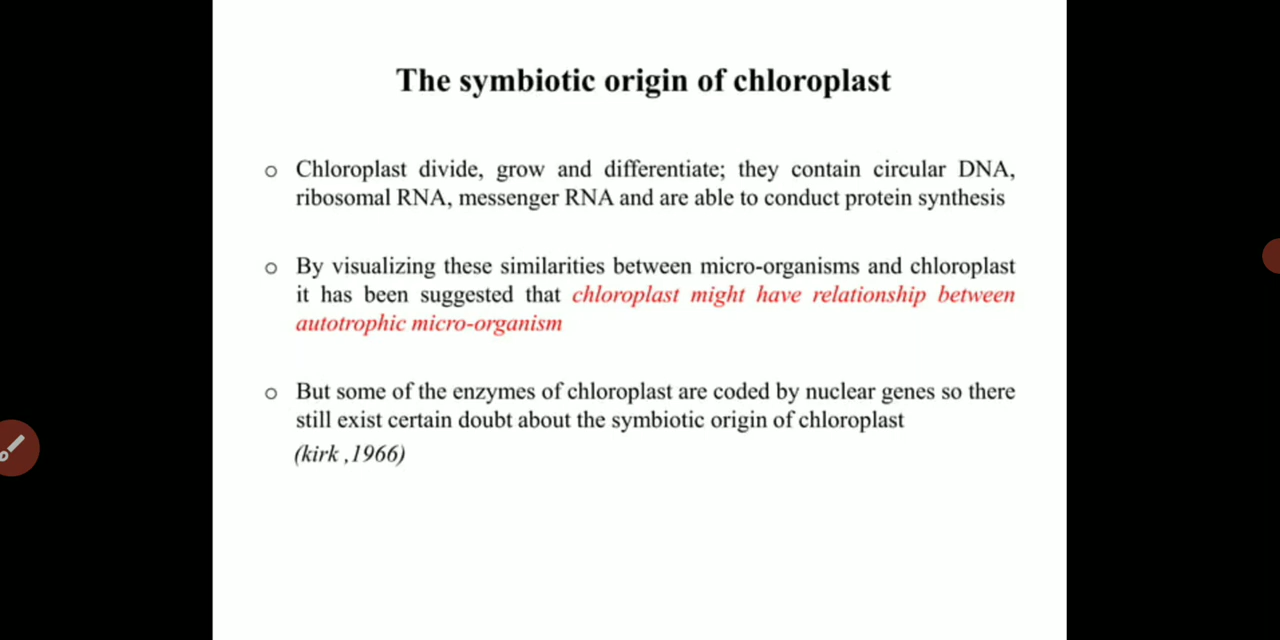 The symbiotic origin of chloroplast
o Chloroplast divide, grow and differentiate; they contain circular DNA,
ribosomal RNA, messenger RNA and are able to conduct protein synthesis
o By visualizing these similarities between micro-organisms and chloroplast
it has been suggested that chloroplast might have relationship between
autotrophic micro-organism
o But some of the enzymes of chloroplast are coded by nuclear genes so there
still exist certain doubt about the symbiotic origin of chloroplast
(kirk ,1966)